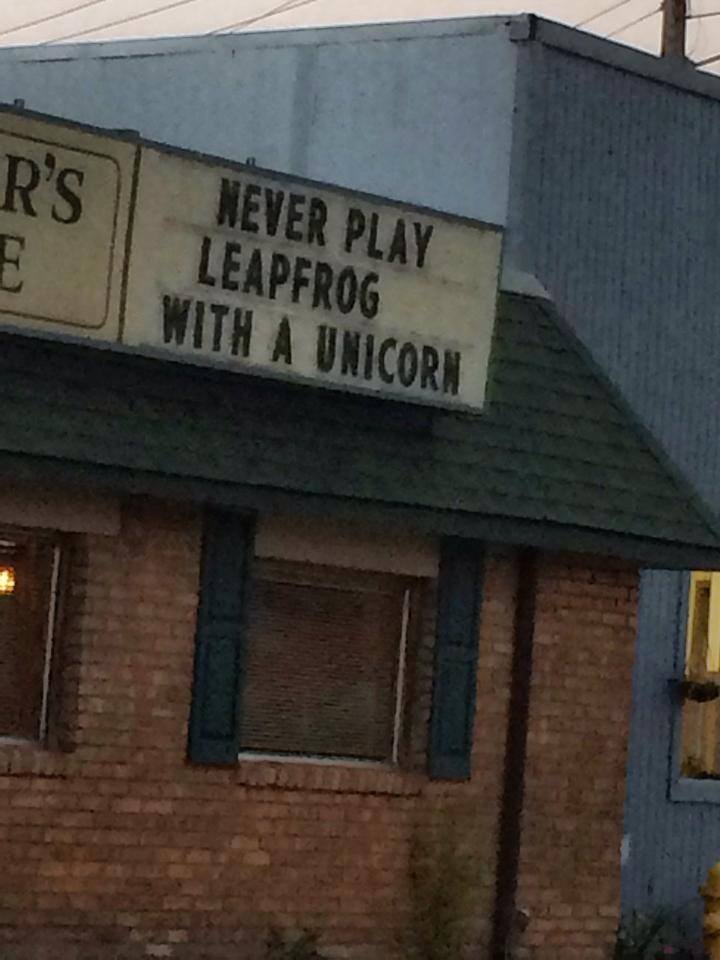 R'S
E
NEVER PLAY
LEAPFROG
WITH A UNICORN